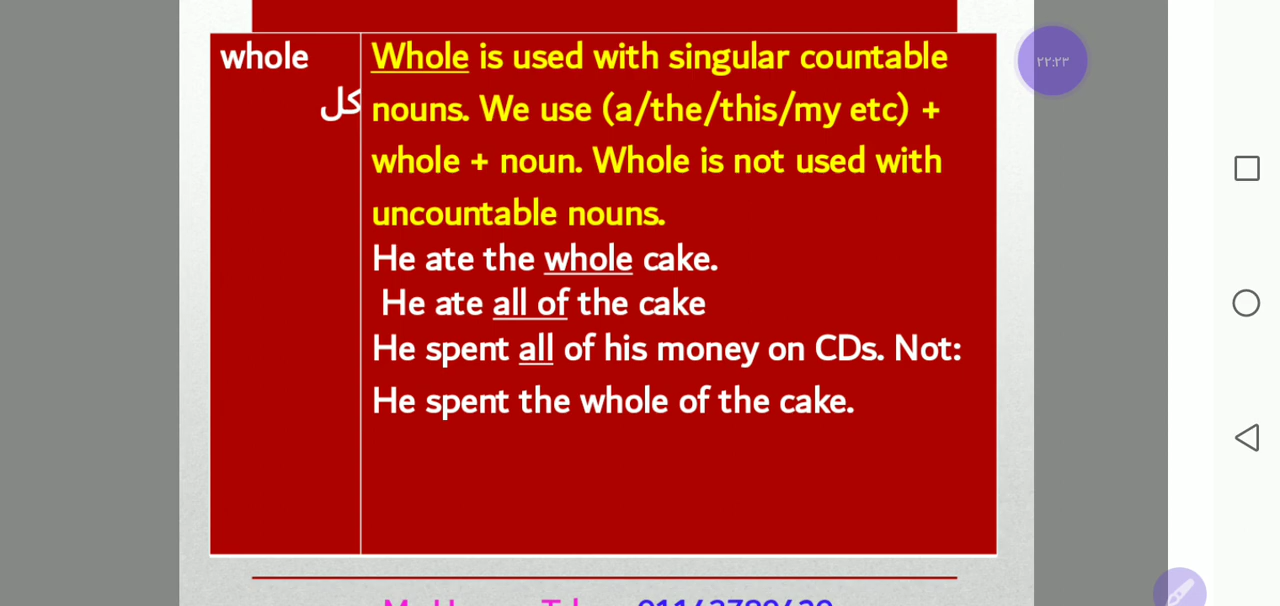 whole
كل
Whole is used with singular countable
nouns. We use (a/the/this/my etc) +
whole + noun. Whole is not used with
uncountable nouns.
He ate the whole cake.
He ate all of the cake
He spent all of his money on CDs. Not:
He spent the whole of the cake.
٢٢:٢٣